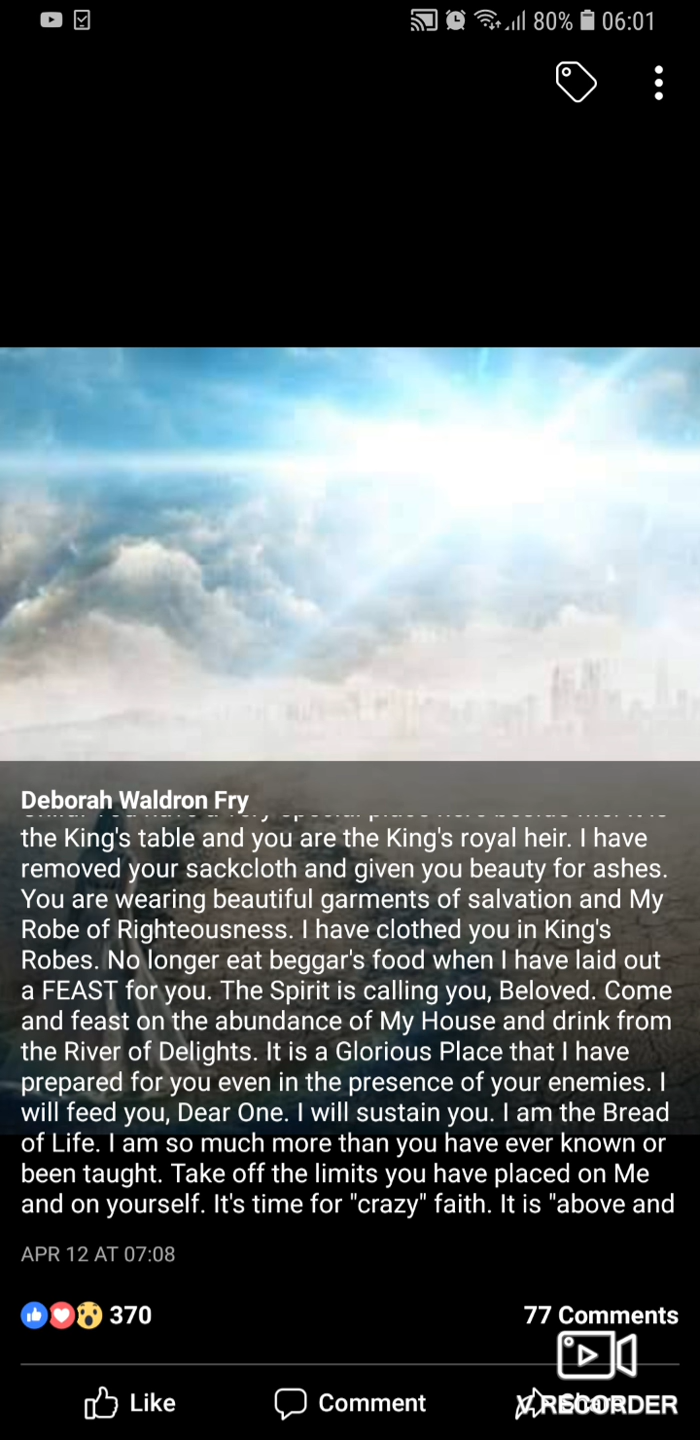 80% 06:01
Deborah Waldron Fry
the King's table and you are the King's royal heir. I have
removed your sackcloth and given you beauty for ashes.
You are wearing beautiful garments of salvation and My
Robe of Righteousness. I have clothed you in King's
Robes. No longer eat beggar's food when I have laid out
a FEAST for you. The Spirit is calling you, Beloved. Come
and feast on the abundance of My House and drink from
the River of Delights. It is a Glorious Place that I have
prepared for you even in the presence of your enemies. I
will feed you, Dear One. I will sustain you. I am the Bread
of Life. I am so much more than you have ever known or
been taught. Take off the limits you have placed on Me
and on yourself. It's time for "crazy" faith. It is "above and
APR 12 AT 07:08
370 77 Comments
Like Comment
V.RECORDER